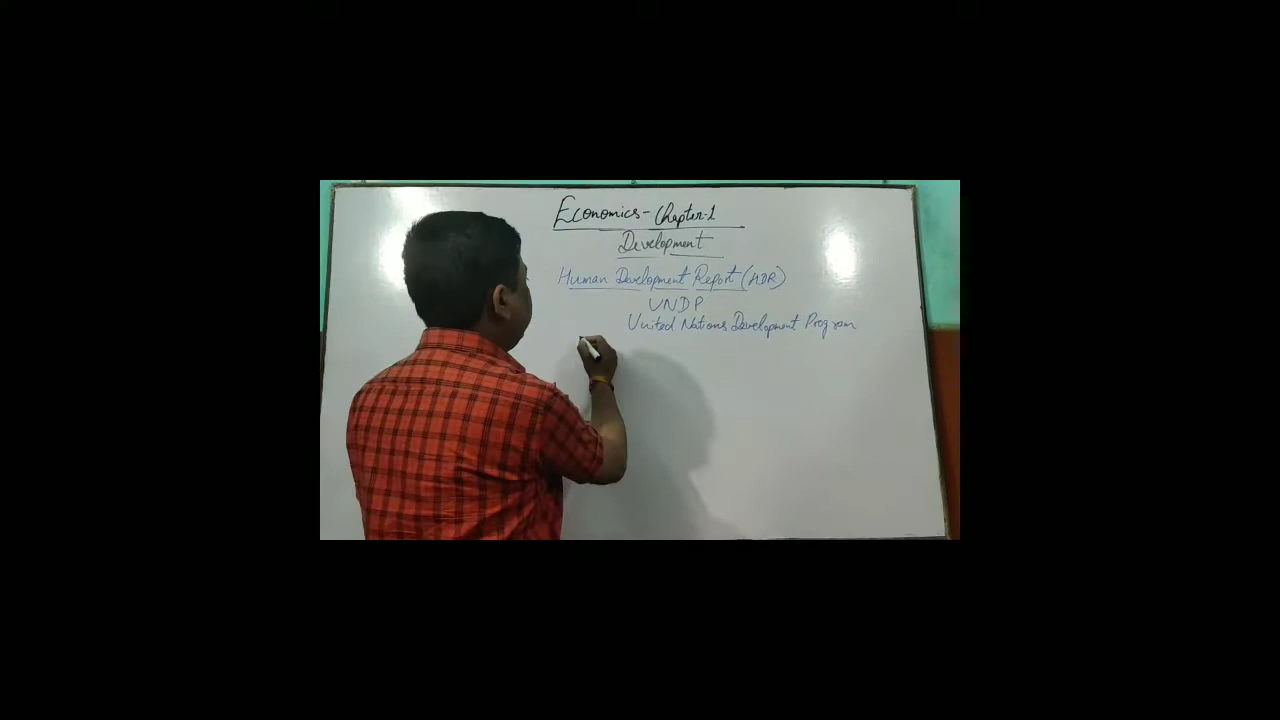 Economics - Chapter-1
Development
Human Development Report (HDR)
UNDP
United Nations Development Program